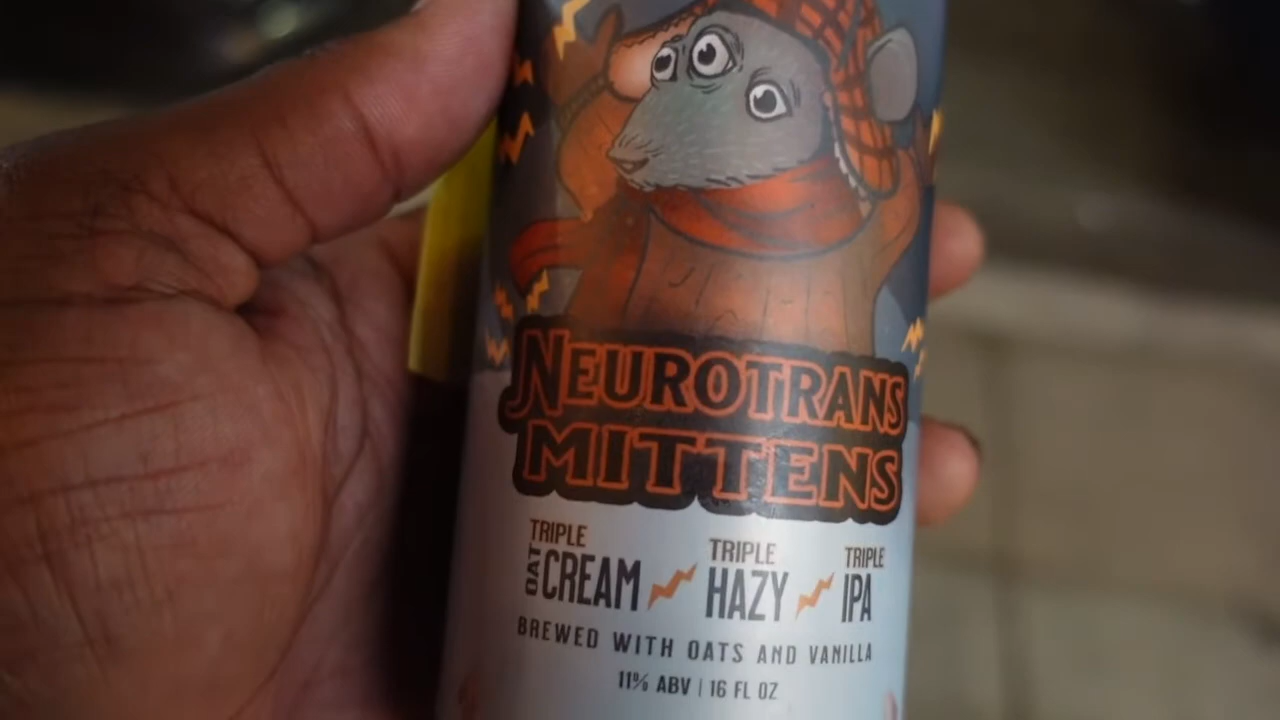 NEUROTRANS
MITTENS
TRIPLE OAT CREAM TRIPLE HAZY TRIPLE IPA
BREWED WITH OATS AND VANILLA
11% ABV | 16 FL OZ